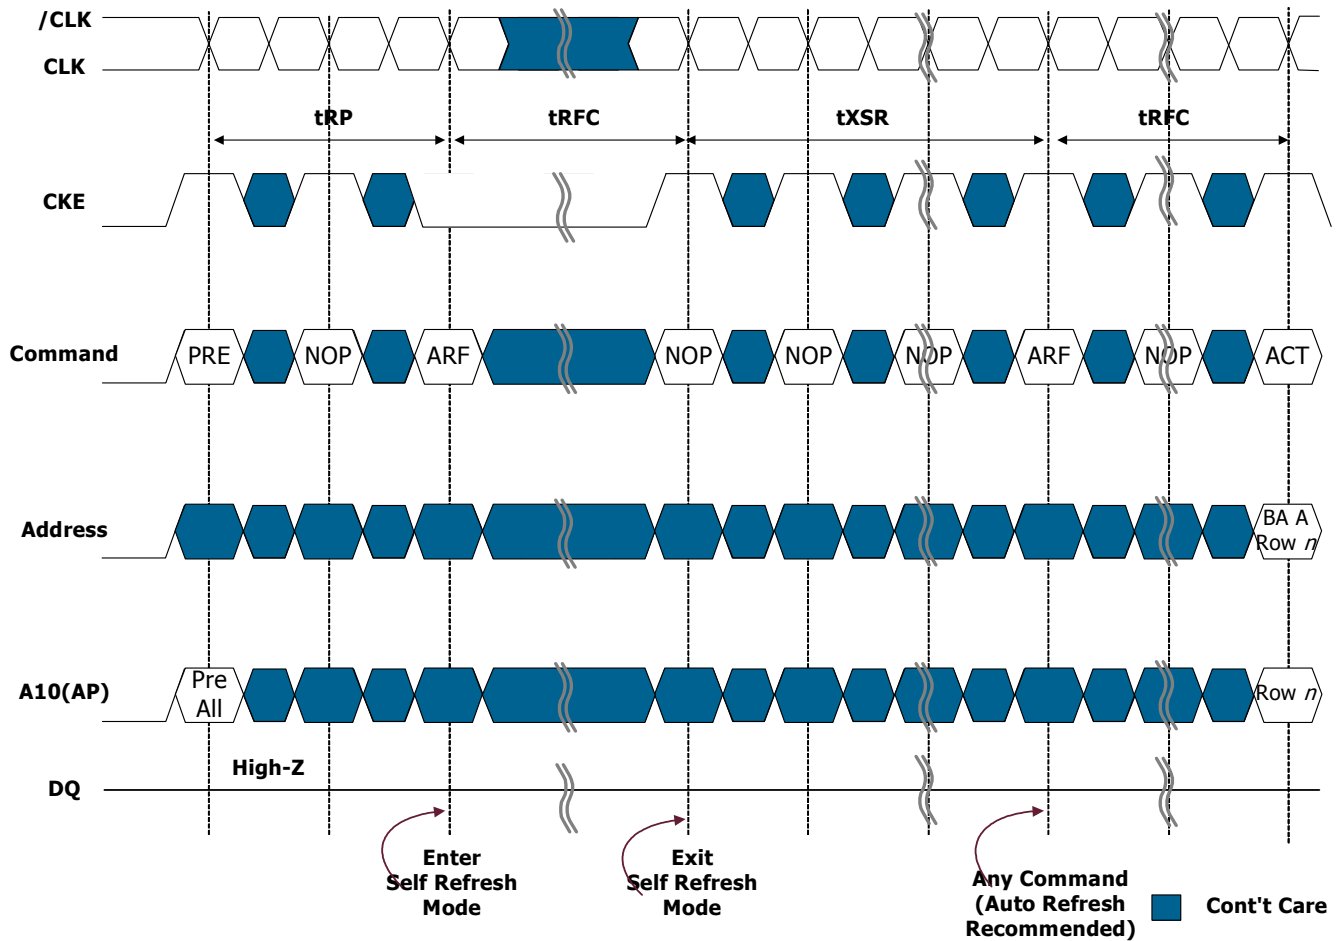 /CLK
CLK
tRP tRFC tXSR tRFC
CKE
Command PRE NOP ARF NOP NOP NOP ARF NOP ACT
Address BA A
Row n
A10(AP) Pre
All Row n
High-Z
DQ
Enter
Self Refresh
Mode
Exit
Self Refresh
Mode
Any Command
(Auto Refresh
Recommended)
Cont't Care